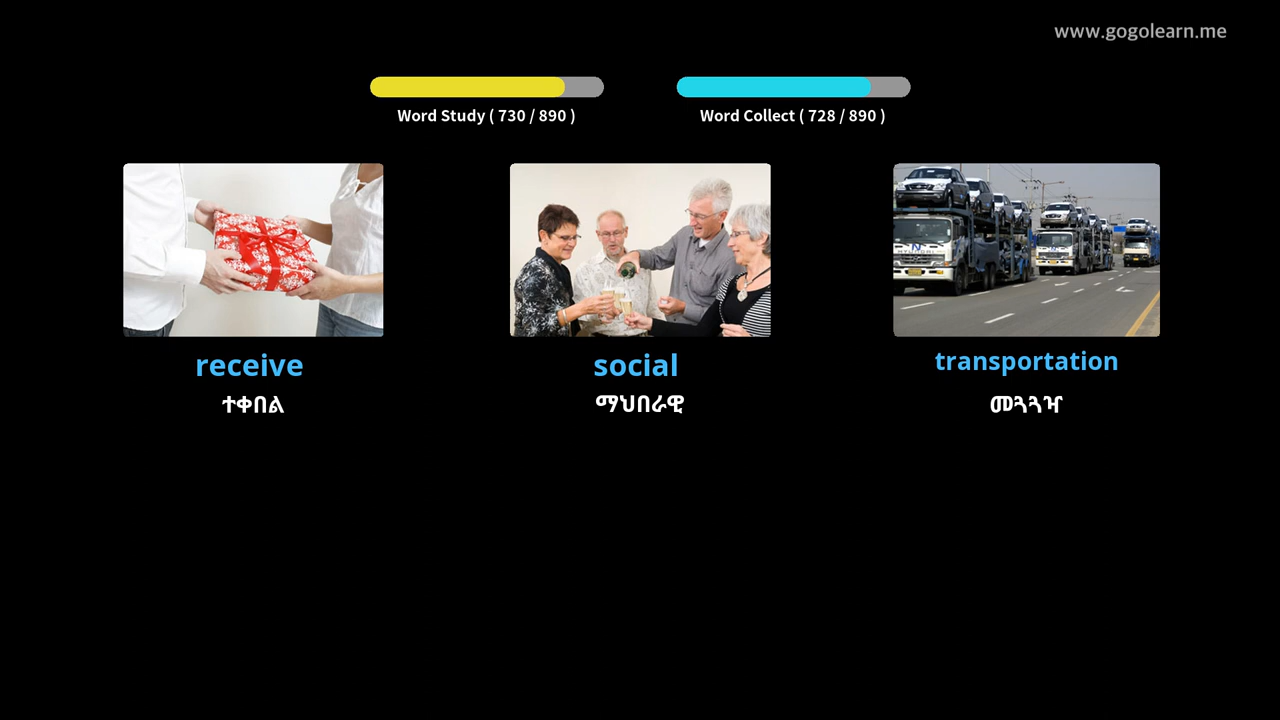 www.gogolearn.me
Word Study ( 730 / 890 )
Word Collect ( 728 / 890 )
receive
social
transportation
ተቀበል
ማህበራዊ
መጓጓዣ